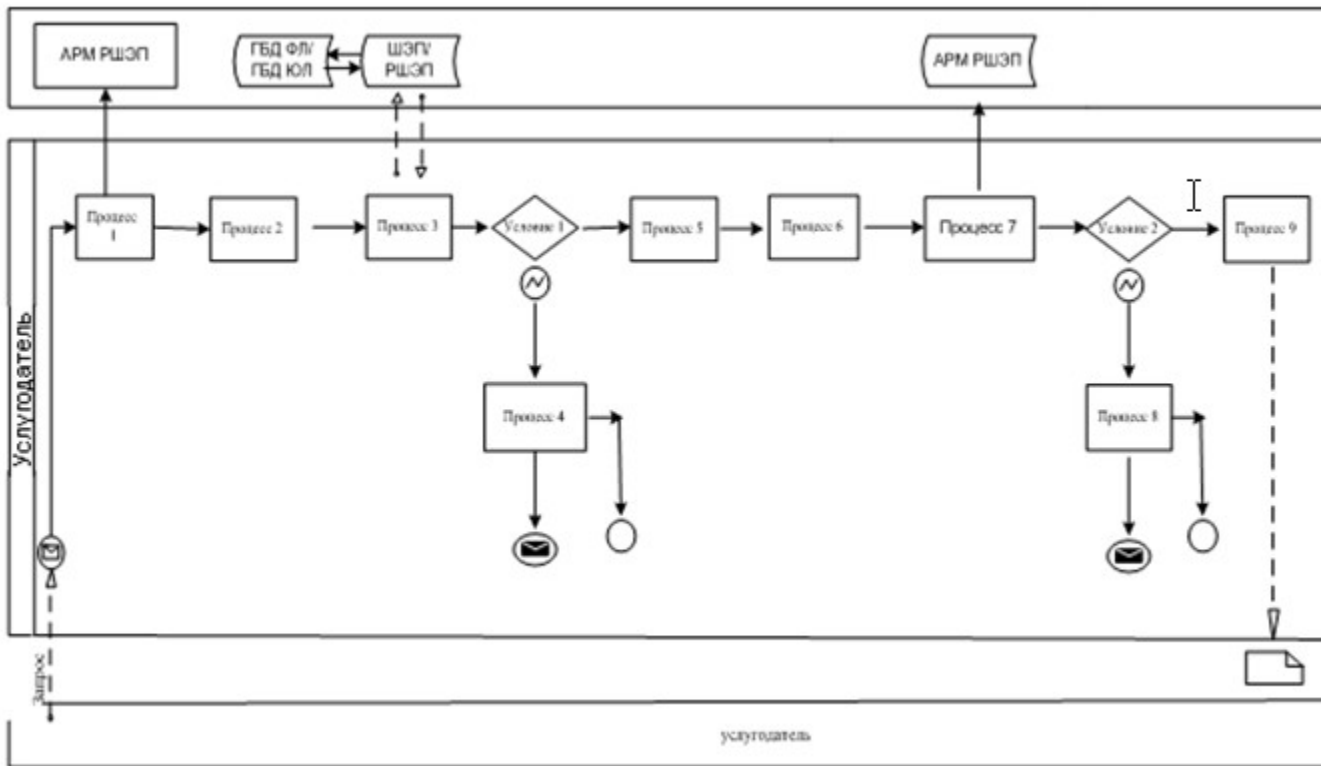 АРМ РШЭП
ГБД ФЛ/
ГБД ЮЛ
ШЭП/
РШЭП
АРМ РШЭП
Услугодатель
Процесс
1
Процесс 2
Процесс 3
Условие 1
Процесс 5
Процесс 6
Процесс 7
Условие 2
Процесс 9
Процесс 4
Процесс 8
Запрос
услугодатель